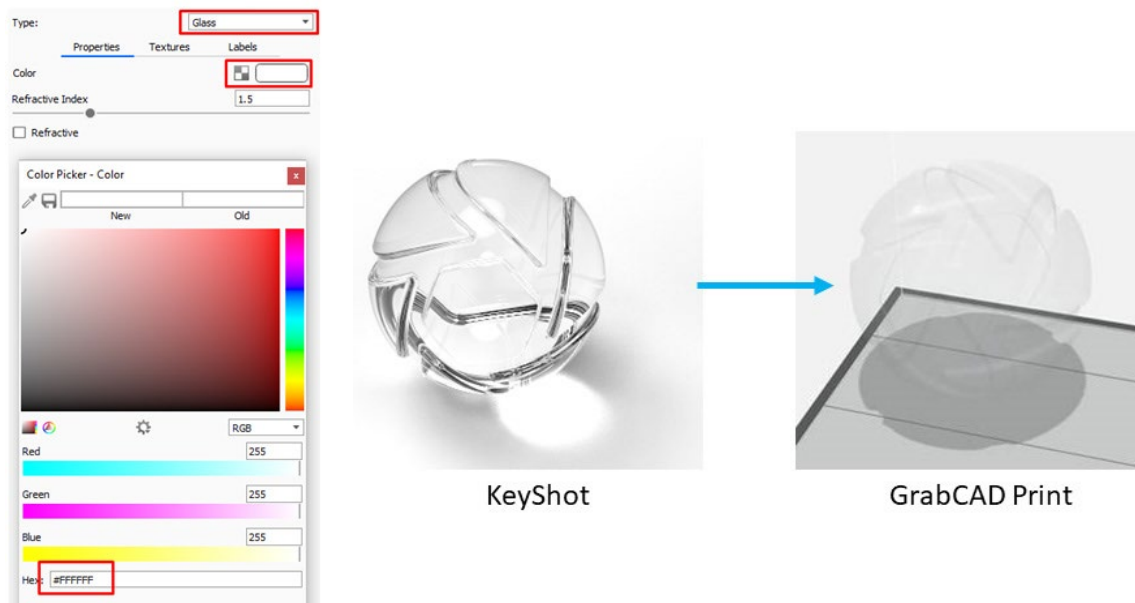 Type: Glass
Properties Textures Labels
Color
Refractive Index 1.5
Refractive
Color Picker - Color x
New Old
RGB
Red 255
Green 255
Blue 255
Hex: #FFFFFF
KeyShot
GrabCAD Print